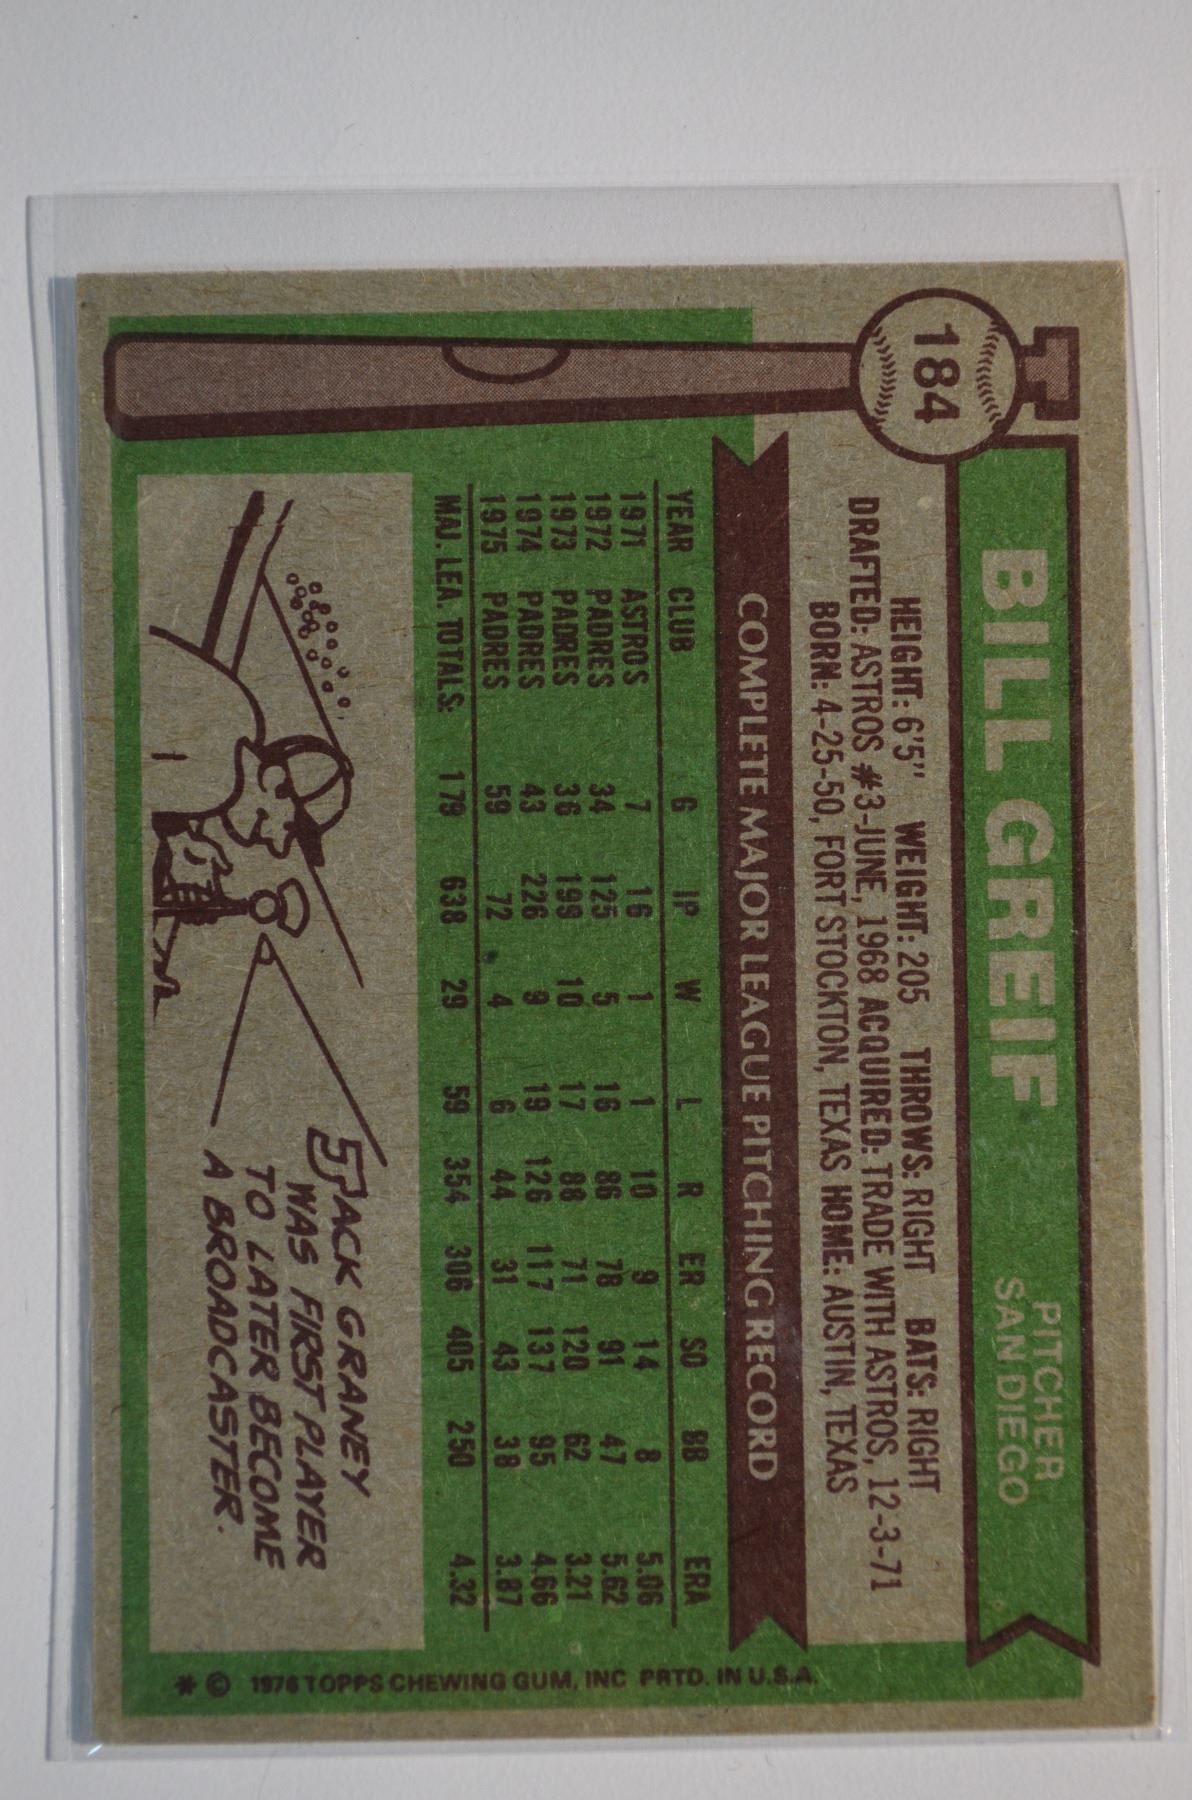 184
BILL GREIF
PITCHER
SAN DIEGO
HEIGHT: 6'5" WEIGHT: 205 THROWS: RIGHT BATS: RIGHT
DRAFTED: ASTROS #3-JUNE, 1968 ACQUIRED: TRADE WITH ASTROS, 12-3-71
BORN: 4-25-50, FORT STOCKTON, TEXAS HOME: AUSTIN, TEXAS
COMPLETE MAJOR LEAGUE PITCHING RECORD
YEAR CLUB G IP W L R ER SO BB ERA
1971 ASTROS 7 16 1 1 10 9 14 8 5.06
1972 PADRES 34 125 5 16 86 78 91 47 5.62
1973 PADRES 36 199 10 17 88 71 120 62 3.21
1974 PADRES 43 226 9 19 126 117 137 95 4.66
1975 PADRES 59 72 4 6 44 31 43 38 3.87
MAJ. LEA. TOTALS: 179 638 29 59 354 306 405 250 4.32
JACK GRANEY
WAS FIRST PLAYER
TO LATER BECOME
A BROADCASTER.
* © 1976 TOPPS CHEWING GUM, INC PRTD. IN U.S.A.